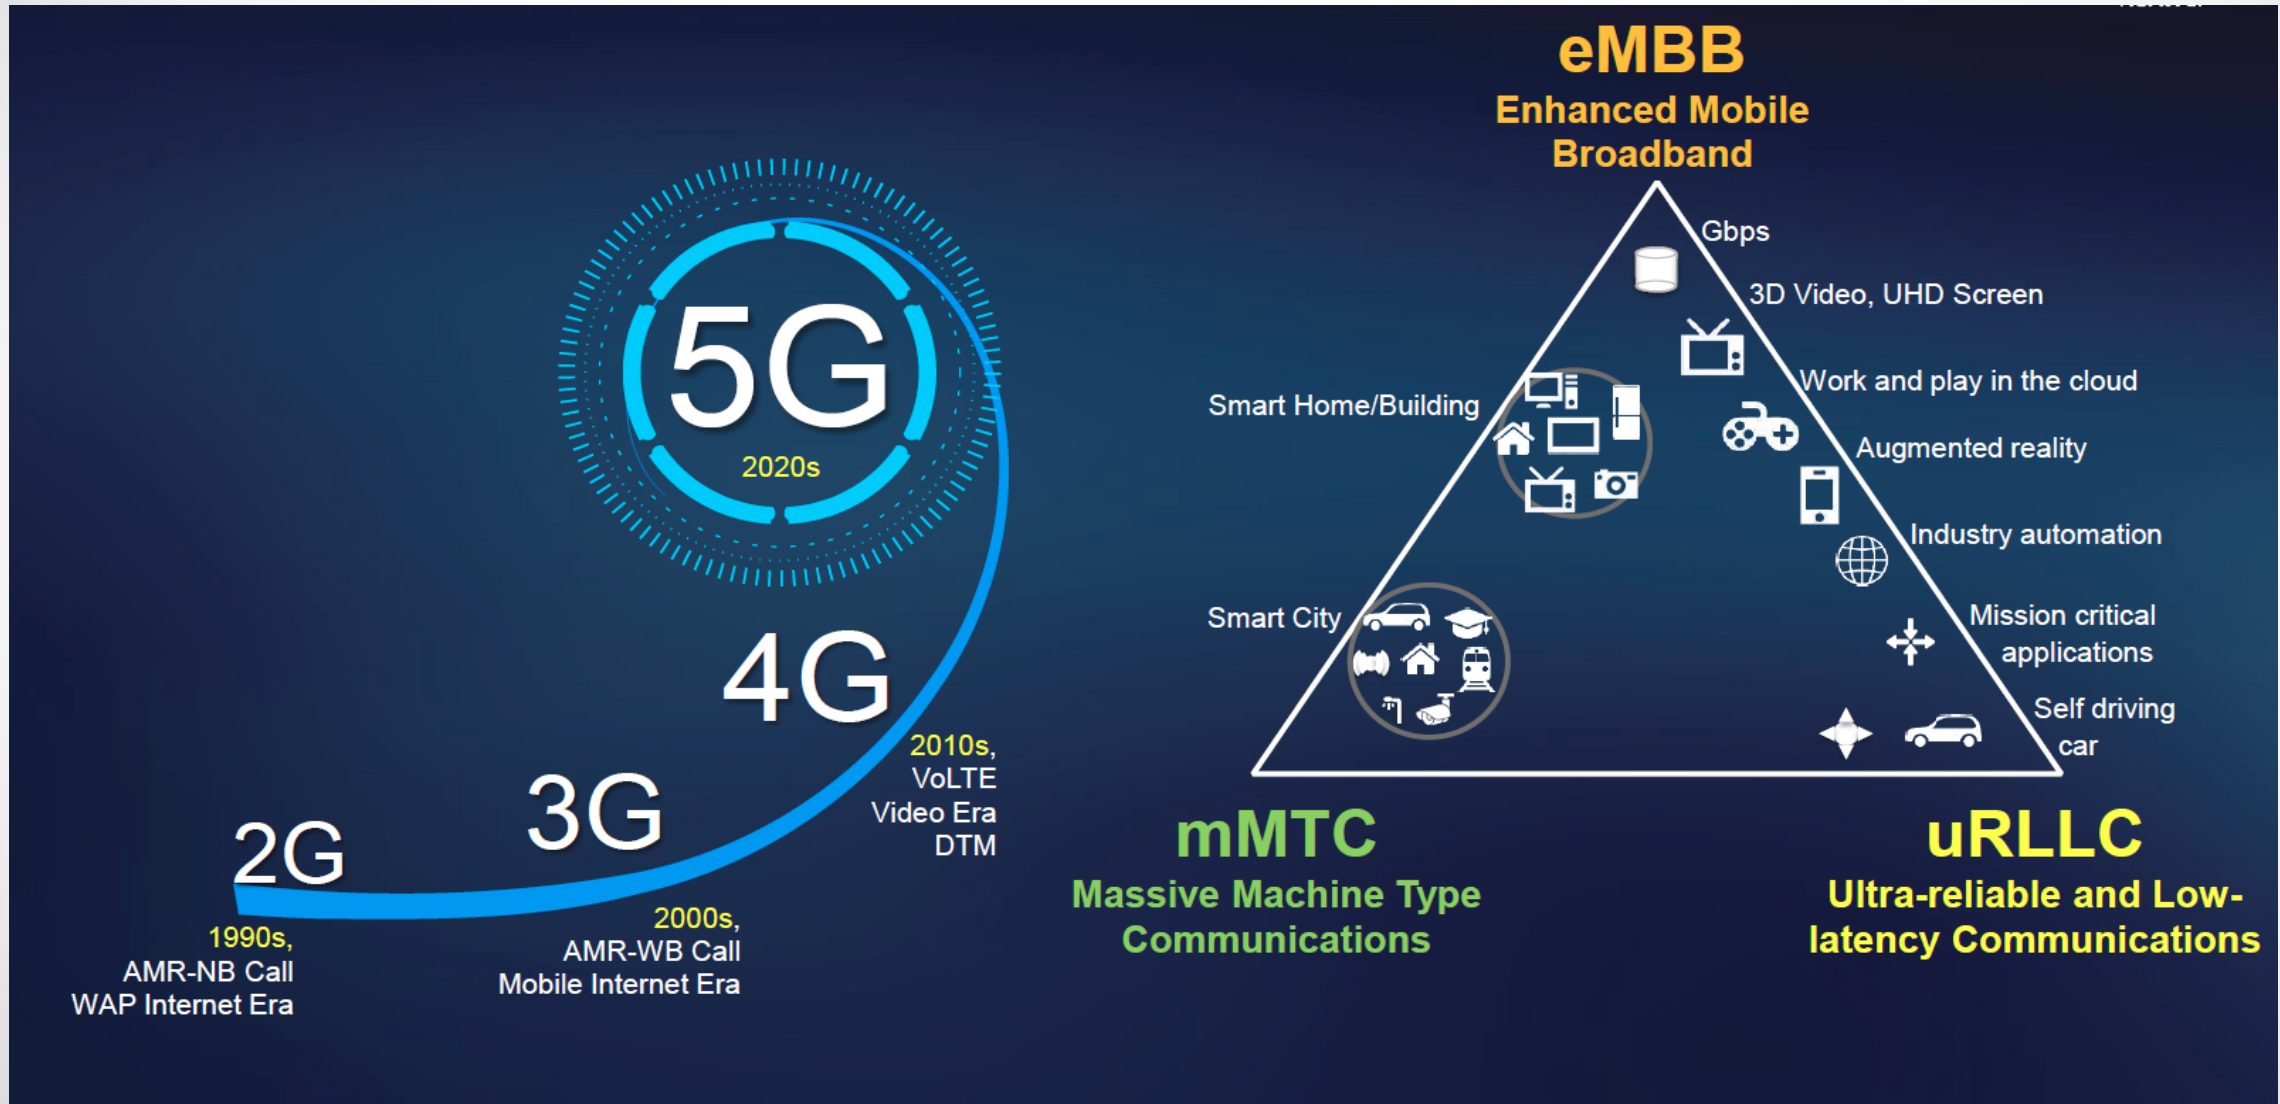 5G
2020s
4G
2010s,
VoLTE
Video Era
DTM
3G
2000s,
AMR-WB Call
Mobile Internet Era
2G
1990s,
AMR-NB Call
WAP Internet Era
eMBB
Enhanced Mobile
Broadband
Gbps
3D Video, UHD Screen
Work and play in the cloud
Augmented reality
Industry automation
Mission critical
applications
Self driving
car
Smart Home/Building
Smart City
mMTC
Massive Machine Type
Communications
uRLLC
Ultra-reliable and Low-
latency Communications